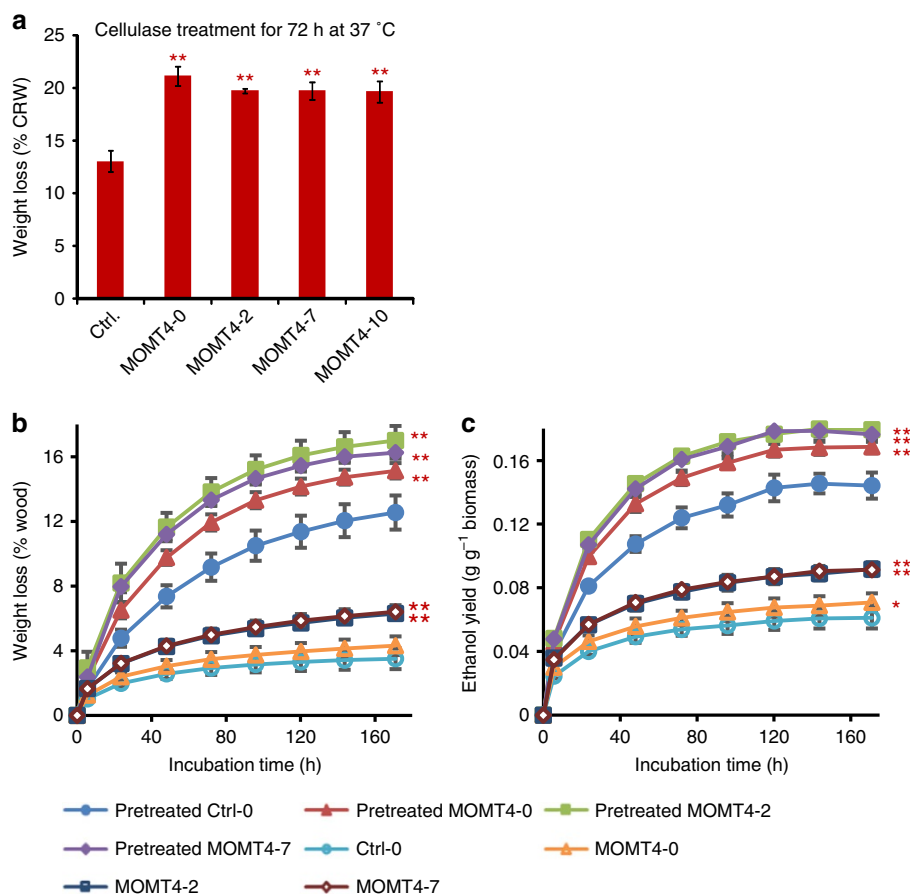 a
Cellulase treatment for 72 h at 37 ˚C
Weight loss (% CRW)
25
20
15
10
5
0
**
**
**
**
Ctrl.
MOMT4-0
MOMT4-2
MOMT4-7
MOMT4-10
b
Weight loss (% wood)
16
12
8
4
0
**
**
**
**
**
0
40
80
120
160
Incubation time (h)
c
Ethanol yield (g g⁻¹ biomass)
0.16
0.12
0.08
0.04
0
**
**
**
**
**
*
0
40
80
120
160
Incubation time (h)
Pretreated Ctrl-0
Pretreated MOMT4-0
Pretreated MOMT4-2
Pretreated MOMT4-7
Ctrl-0
MOMT4-0
MOMT4-2
MOMT4-7